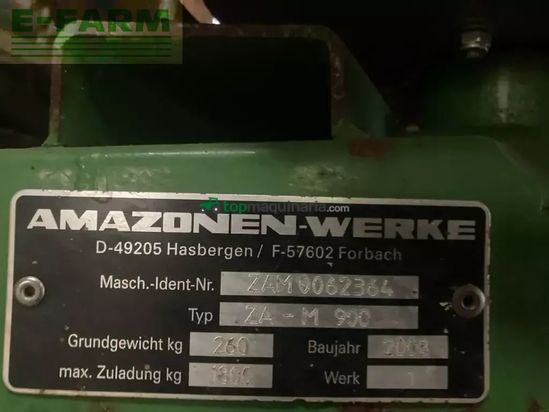 E-FARM
topmaquinaria.com
AMAZONEN-WERKE
D-49205 Hasbergen / F-57602 Forbach
Masch.-Ident-Nr. ZAM0062364
Typ ZA-M 900
Grundgewicht kg 260 Baujahr 2008
max. Zuladung kg 1800 Werk 1